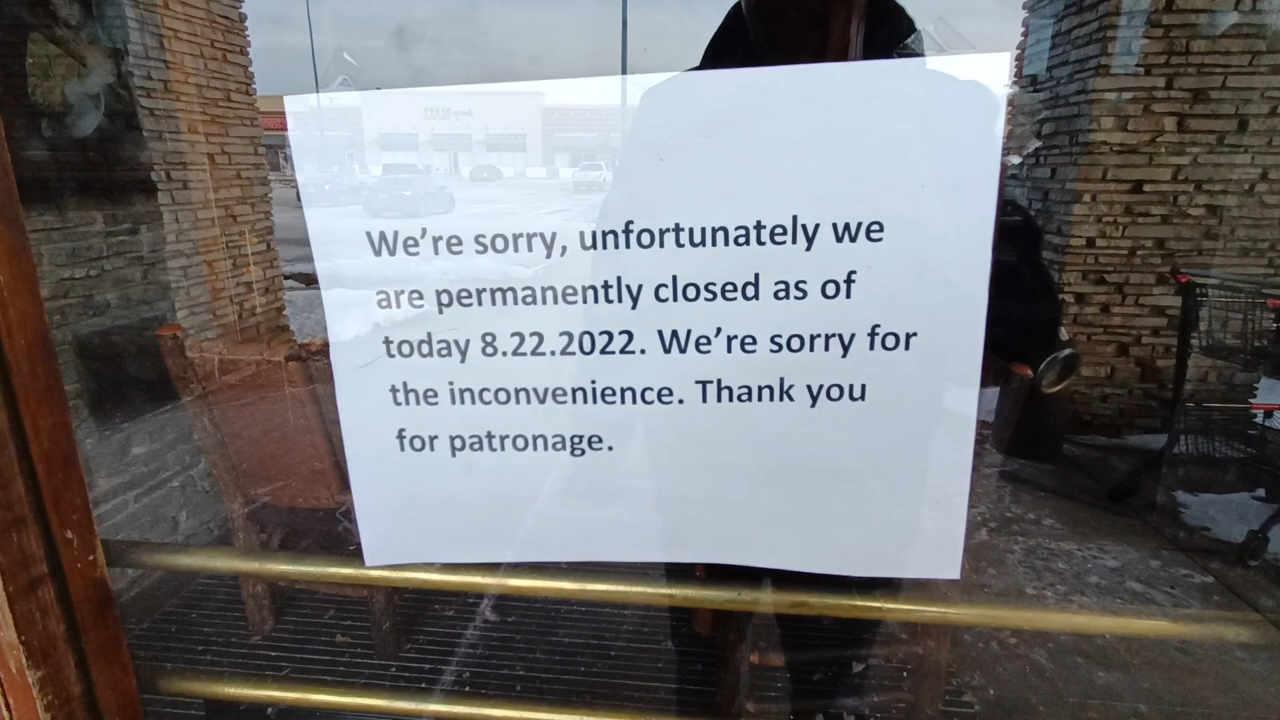 We're sorry, unfortunately we
are permanently closed as of
today 8.22.2022. We're sorry for
the inconvenience. Thank you
for patronage.